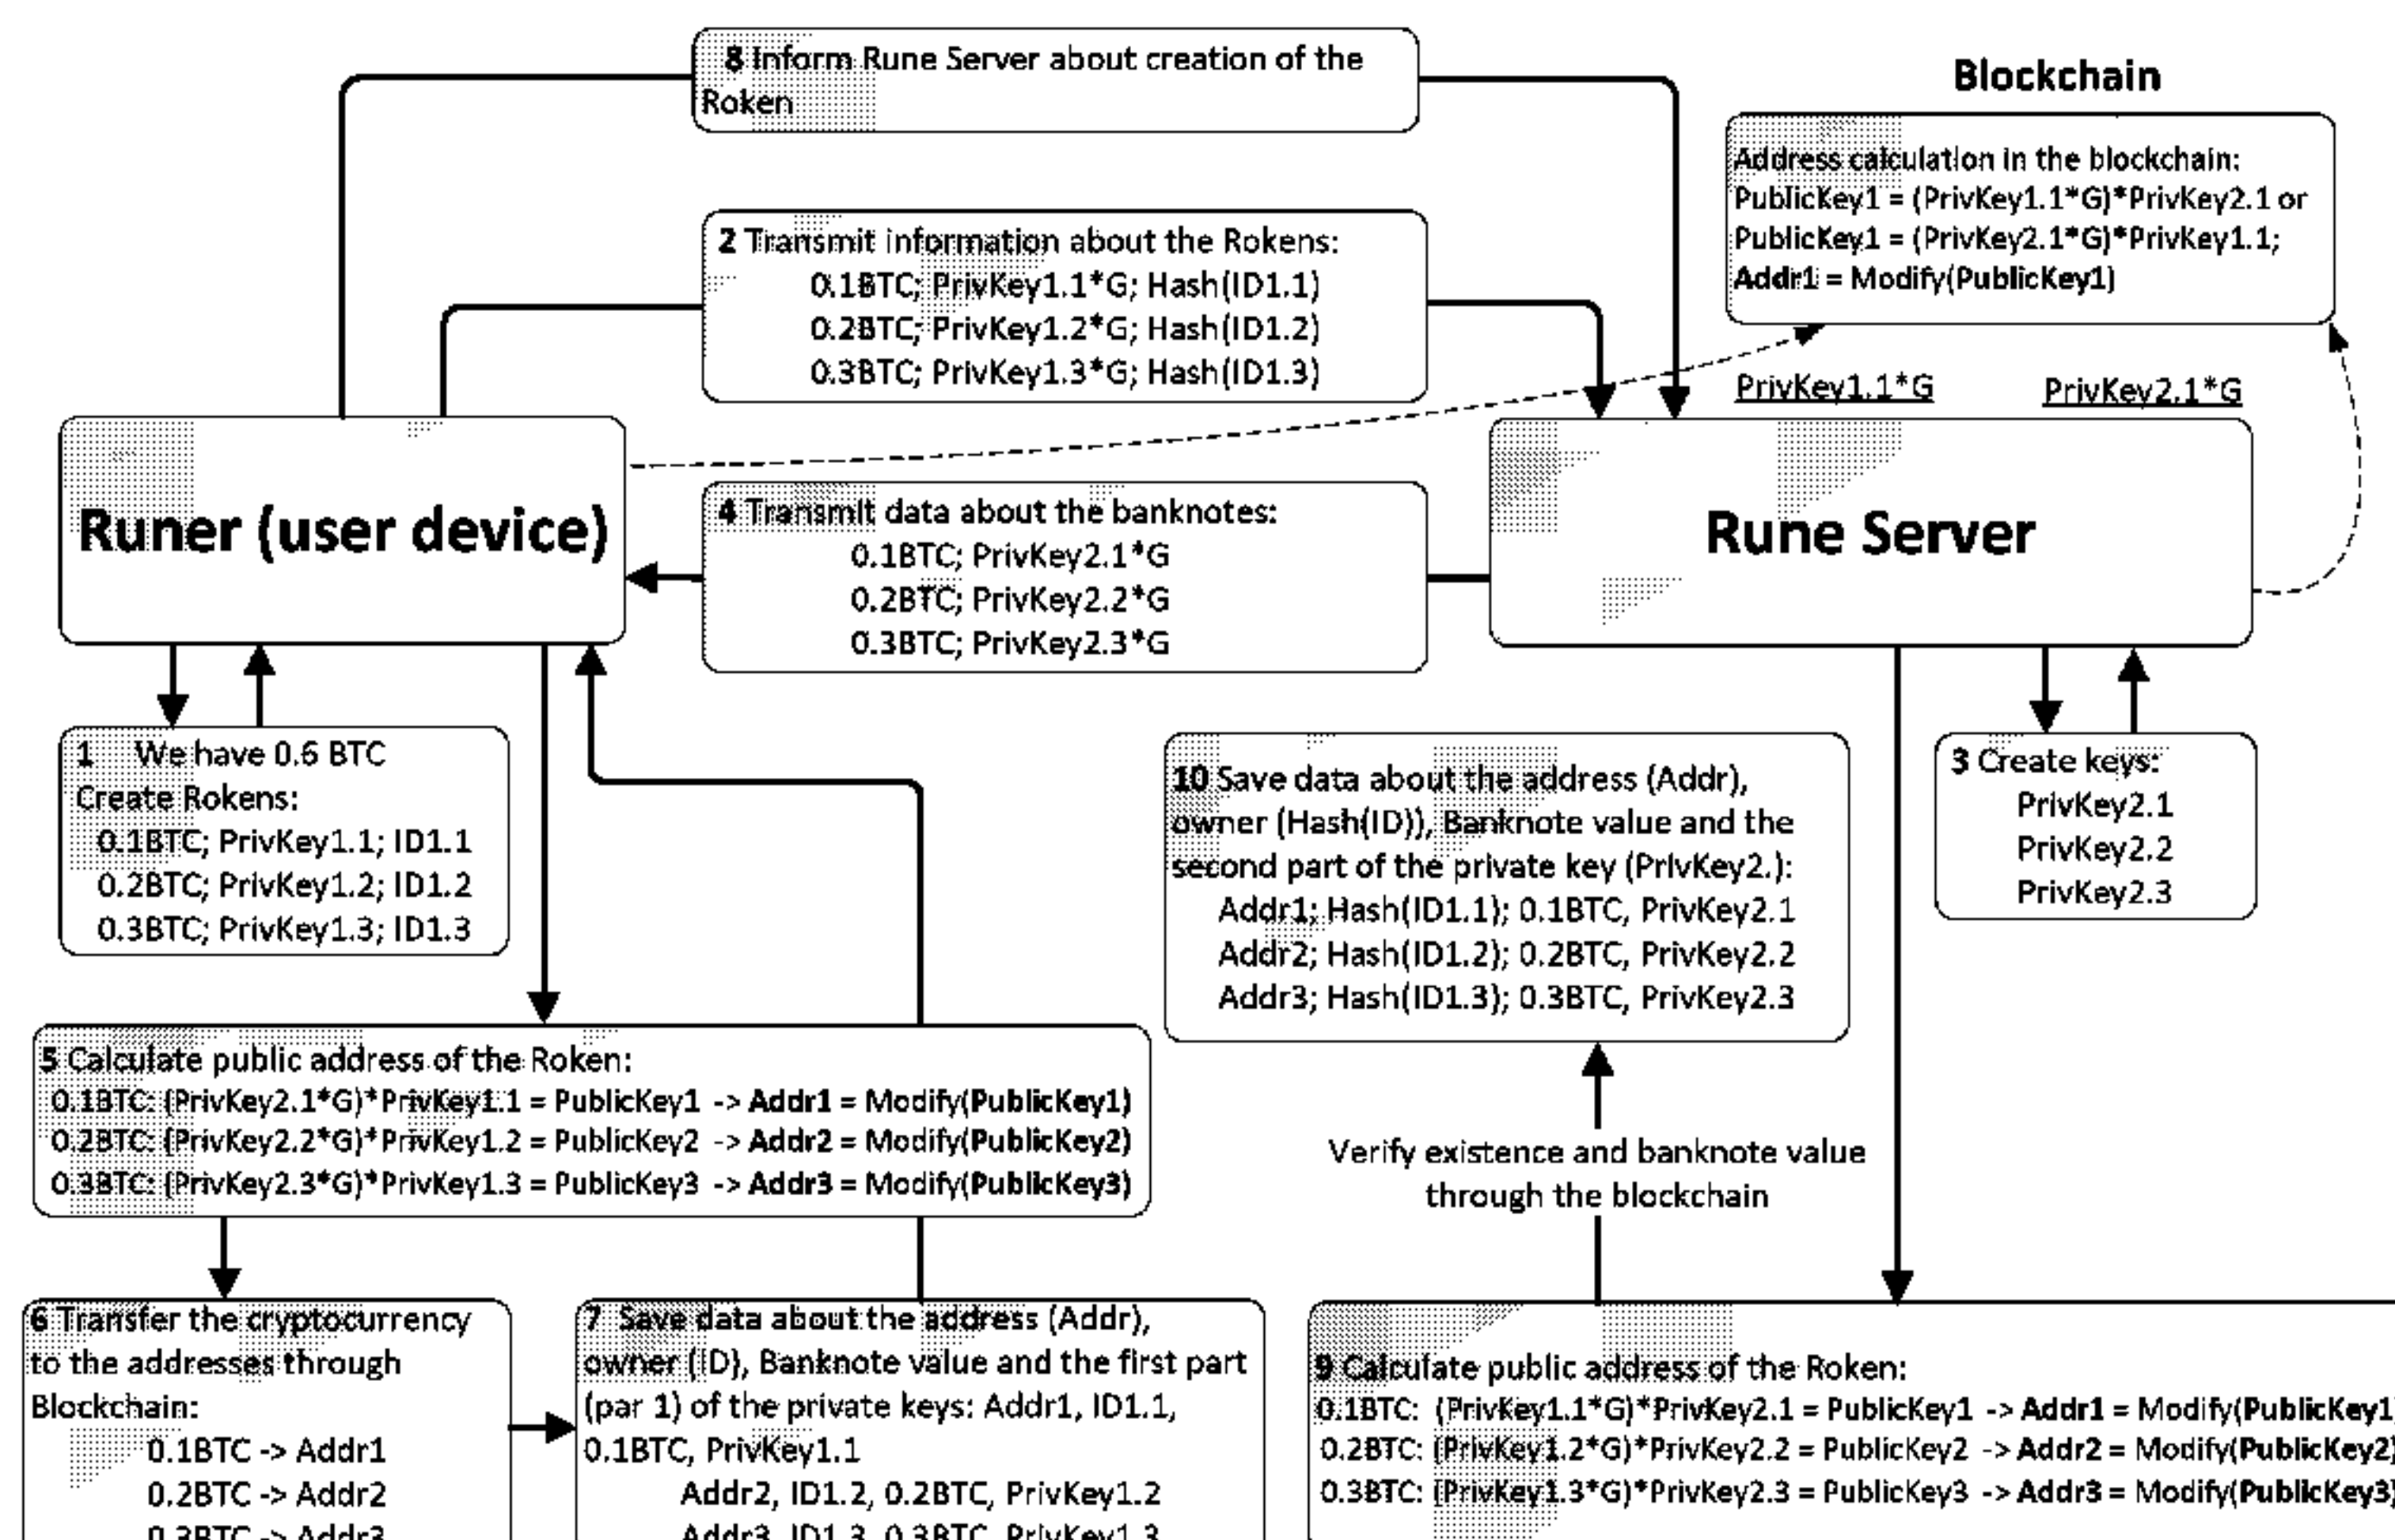 8 Inform Rune Server about creation of the
Roken
Blockchain
Address calculation in the blockchain:
PublicKey1 = (PrivKey1.1*G)*PrivKey2.1 or
PublicKey1 = (PrivKey2.1*G)*PrivKey1.1;
Addr1 = Modify(PublicKey1)
2 Transmit information about the Rokens:
0.1BTC; PrivKey1.1*G; Hash(ID1.1)
0.2BTC; PrivKey1.2*G; Hash(ID1.2)
0.3BTC; PrivKey1.3*G; Hash(ID1.3)
PrivKey1.1*G
PrivKey2.1*G
Runer (user device)
4 Transmit data about the banknotes:
0.1BTC; PrivKey2.1*G
0.2BTC; PrivKey2.2*G
0.3BTC; PrivKey2.3*G
Rune Server
1 We have 0.6 BTC
Create Rokens:
0.1BTC; PrivKey1.1; ID1.1
0.2BTC; PrivKey1.2; ID1.2
0.3BTC; PrivKey1.3; ID1.3
10 Save data about the address (Addr),
owner (Hash(ID)), Banknote value and the
second part of the private key (PrivKey2.):
Addr1; Hash(ID1.1); 0.1BTC, PrivKey2.1
Addr2; Hash(ID1.2); 0.2BTC, PrivKey2.2
Addr3; Hash(ID1.3); 0.3BTC, PrivKey2.3
3 Create keys:
PrivKey2.1
PrivKey2.2
PrivKey2.3
5 Calculate public address of the Roken:
0.1BTC: (PrivKey2.1*G)*PrivKey1.1 = PublicKey1 -> Addr1 = Modify(PublicKey1)
0.2BTC: (PrivKey2.2*G)*PrivKey1.2 = PublicKey2 -> Addr2 = Modify(PublicKey2)
0.3BTC: (PrivKey2.3*G)*PrivKey1.3 = PublicKey3 -> Addr3 = Modify(PublicKey3)
Verify existence and banknote value
through the blockchain
6 Transfer the cryptocurrency
to the addresses through
Blockchain:
0.1BTC -> Addr1
0.2BTC -> Addr2
0.3BTC -> Addr3
7 Save data about the address (Addr),
owner (ID), Banknote value and the first part
(par 1) of the private keys: Addr1, ID1.1,
0.1BTC, PrivKey1.1
Addr2, ID1.2, 0.2BTC, PrivKey1.2
Addr3, ID1.3, 0.3BTC, PrivKey1.3
9 Calculate public address of the Roken:
0.1BTC: (PrivKey1.1*G)*PrivKey2.1 = PublicKey1 -> Addr1 = Modify(PublicKey1
0.2BTC: (PrivKey1.2*G)*PrivKey2.2 = PublicKey2 -> Addr2 = Modify(PublicKey2)
0.3BTC: (PrivKey1.3*G)*PrivKey2.3 = PublicKey3 -> Addr3 = Modify(PublicKey3)